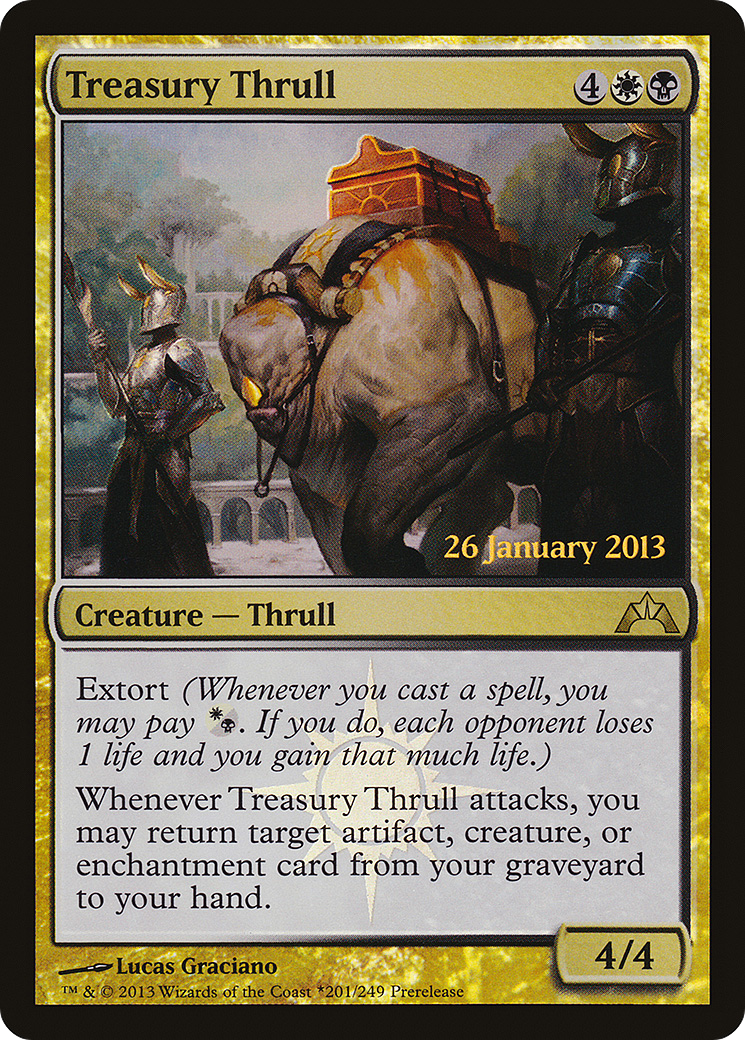 Treasury Thrull 4
26 January 2013
Creature — Thrull
Extort (Whenever you cast a spell, you
may pay . If you do, each opponent loses
1 life and you gain that much life.)
Whenever Treasury Thrull attacks, you
may return target artifact, creature, or
enchantment card from your graveyard
to your hand.
4/4
Lucas Graciano
™ & © 2013 Wizards of the Coast *201/249 Prerelease